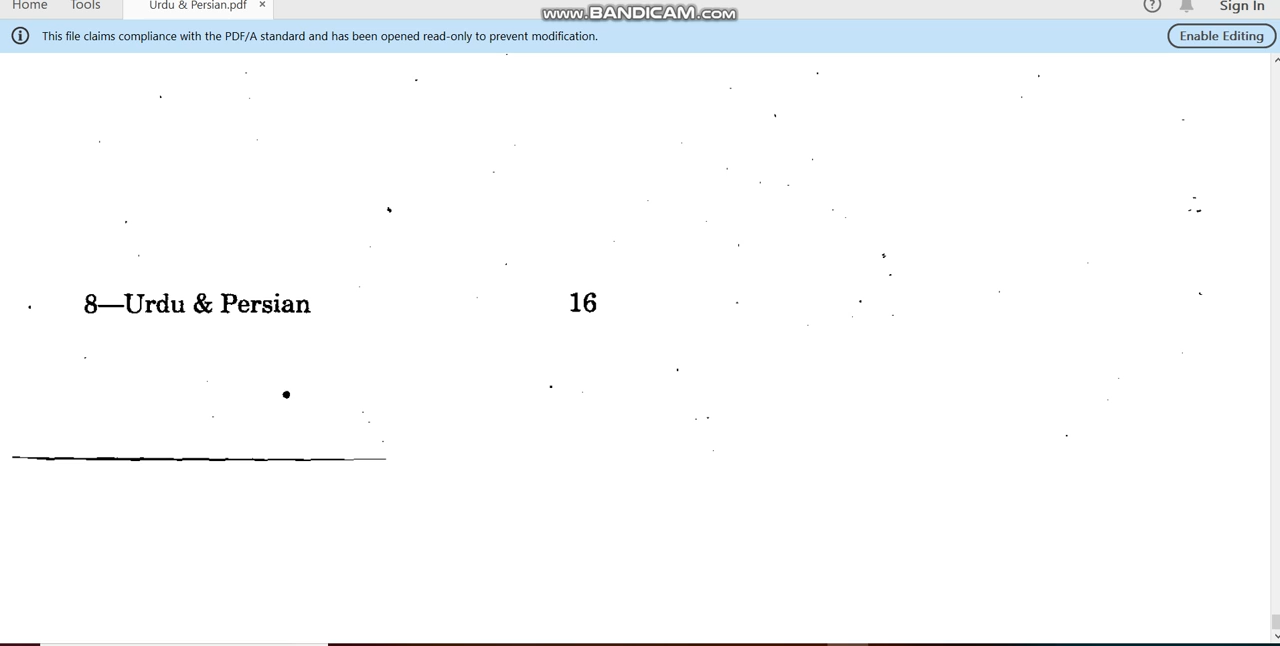 www.BANDICAM.com
Home Tools Urdu & Persian.pdf × Sign In
This file claims compliance with the PDF/A standard and has been opened read-only to prevent modification. Enable Editing
8—Urdu & Persian 16